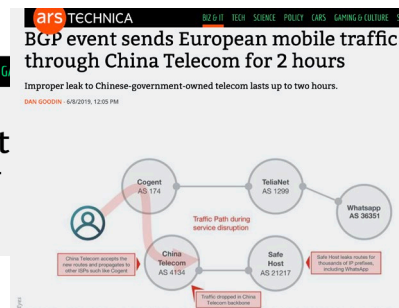 ars TECHNICA
BIZ & IT TECH SCIENCE POLICY CARS GAMING & CULTURE
BGP event sends European mobile traffic
through China Telecom for 2 hours
Improper leak to Chinese-government-owned telecom lasts up to two hours.
DAN GOODIN - 6/8/2019, 12:05 PM
Cogent
AS 174
TeliaNet
AS 1299
Whatsapp
AS 36351
Traffic Path during
service disruption
China
Telecom
AS 4134
Safe
Host
AS 21217
China Telecom accepts the
new routes and propagates to
other ISPs such like Cogent
Safe Host leaks routes for
thousands of IP prefixes,
including WhatsApp
Traffic dropped in China
Telecom backbone